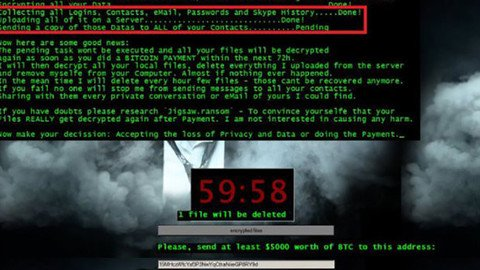 Encrypting all your Data............................Done!
Collecting all Logins, Contacts, eMail, Passwords and Skype History.....Done!
Uploading all of it on a Server...........................Done!
Sending a copy of those Datas to ALL of your Contacts..........Pending
Now here are some good news:
The pending task wont be executed and all your files will be decrypted
again as soon as you did a BITCOIN PAYMENT within the next 72h.
I will then decrypt all your local files, delete everything I uploaded from the server
and remove myselfe from your Computer. Almost if nothing ever happened.
In the mean time I will delete every hour few files - those cant be recovered anymore.
If you fail no one will stop me from sending messages to all your contacts.
Sharing with them every private conversation or eMail of yours I could find.
If you have doubts please research 'Jigsaw.ransom' - To convince yourselfe that your
Files REALLY get decrypted again after Payment. I am not interested in causing any harm.
Now make your decission: Accepting the loss of Privacy and Data or doing the Payment._
59:58
1 file will be deleted
encrypted files
Please, send at least $5000 worth of BTC to this address: